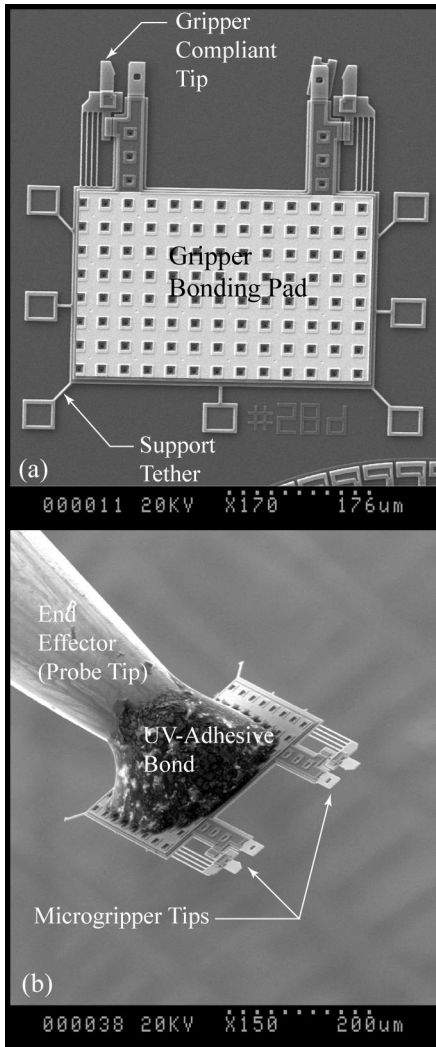 Gripper
Compliant
Tip
Gripper
Bonding Pad
#28d
Support
Tether
(a)
000011 20KV X170 176um
End
Effector
(Probe Tip)
UV-Adhesive
Bond
Microgripper Tips
(b)
000038 20KV X150 200um